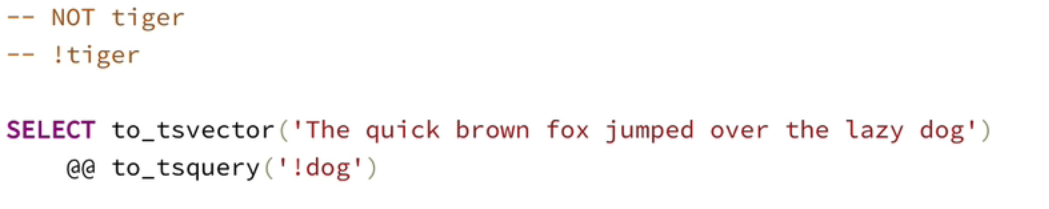 -- NOT tiger
-- !tiger
SELECT to_tsvector('The quick brown fox jumped over the lazy dog')
@@ to_tsquery('!dog')